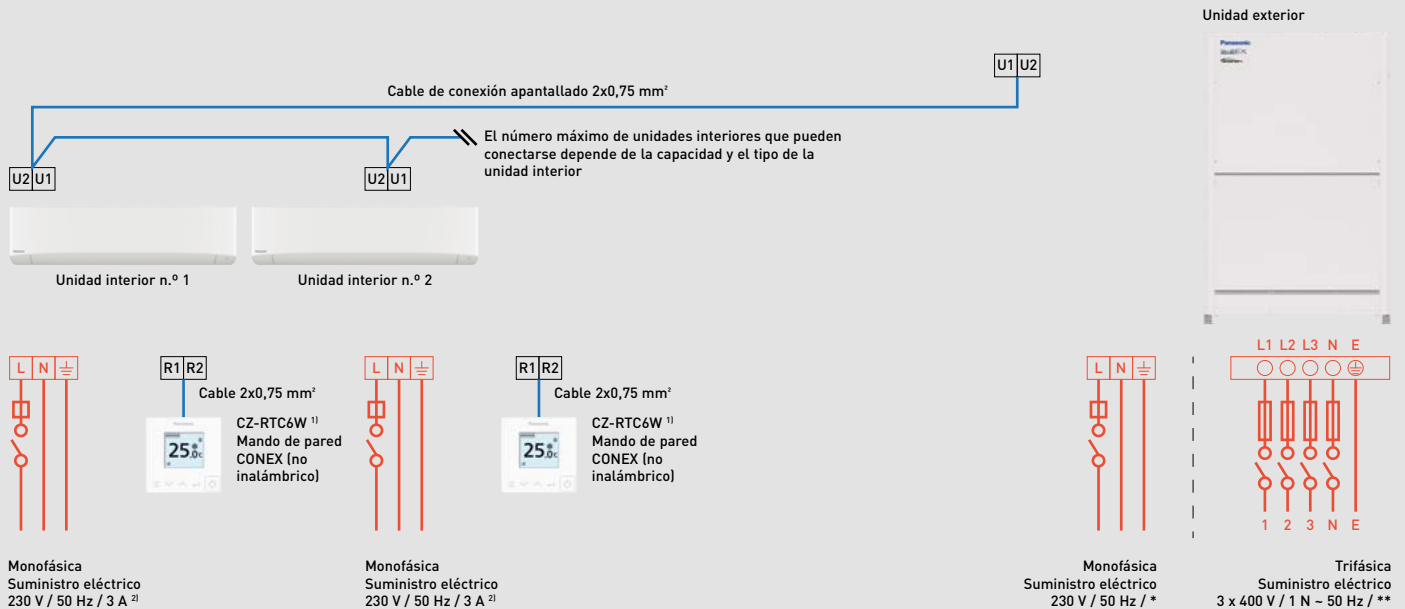 Unidad exterior
Panasonic
U1 U2
Cable de conexión apantallado 2x0,75 mm²
El número máximo de unidades interiores que pueden
conectarse depende de la capacidad y el tipo de la
unidad interior
U2 U1
U2 U1
Unidad interior n.º 1
Unidad interior n.º 2
L1 L2 L3 N E
L N
R1 R2
L N
R1 R2
L N
Cable 2x0,75 mm²
Cable 2x0,75 mm²
CZ-RTC6W 1)
Mando de pared
CONEX (no
inalámbrico)
25.0c
CZ-RTC6W 1)
Mando de pared
CONEX (no
inalámbrico)
25.0c
1 2 3 N E
Monofásica
Suministro eléctrico
230 V / 50 Hz / 3 A 2)
Monofásica
Suministro eléctrico
230 V / 50 Hz / 3 A 2)
Monofásica
Suministro eléctrico
230 V / 50 Hz / *
Trifásica
Suministro eléctrico
3 x 400 V / 1 N ~ 50 Hz / **